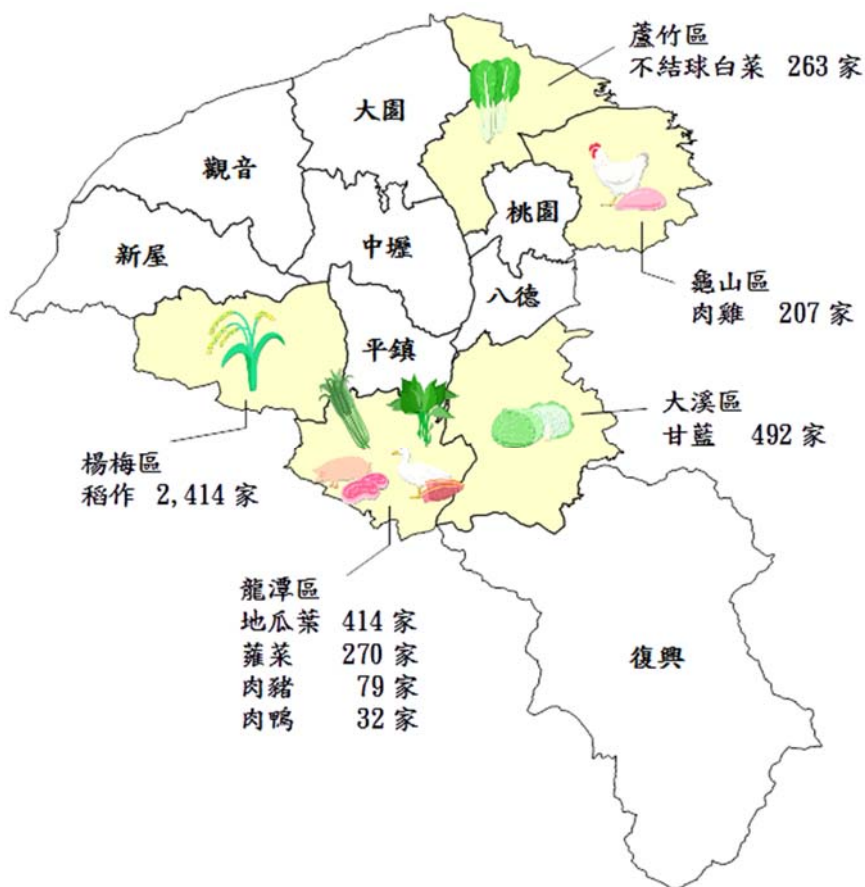 蘆竹區
不結球白菜 263 家
大園
觀音
桃園
中壢
新屋
八德
龜山區
肉雞 207 家
平鎮
大溪區
甘藍 492 家
楊梅區
稻作 2,414 家
龍潭區
地瓜葉 414 家
蕹菜 270 家
肉豬 79 家
肉鴨 32 家
復興